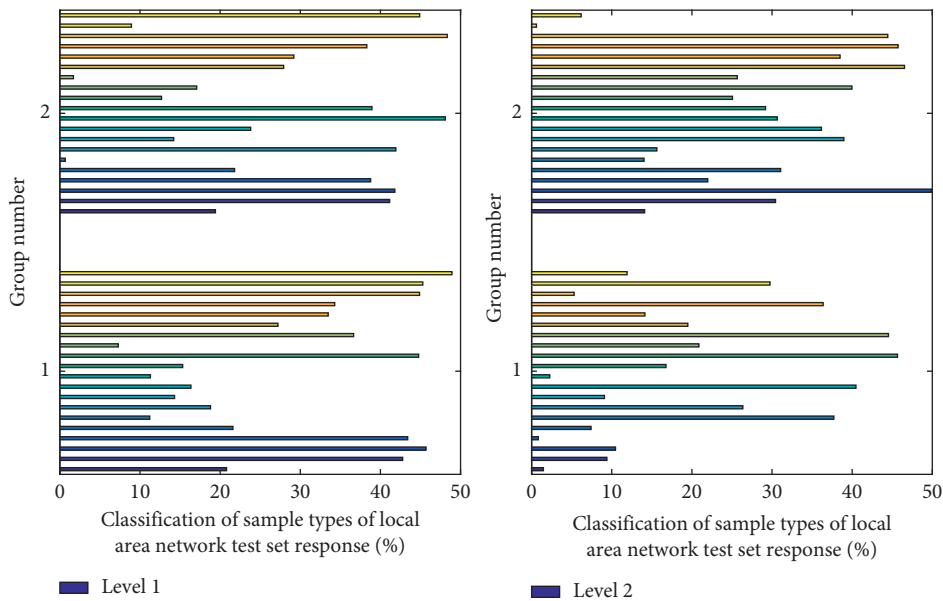 2
Group number
1
0 10 20 30 40 50
Classification of sample types of local
area network test set response (%)
Level 1
2
Group number
1
0 10 20 30 40 50
Classification of sample types of local
area network test set response (%)
Level 2